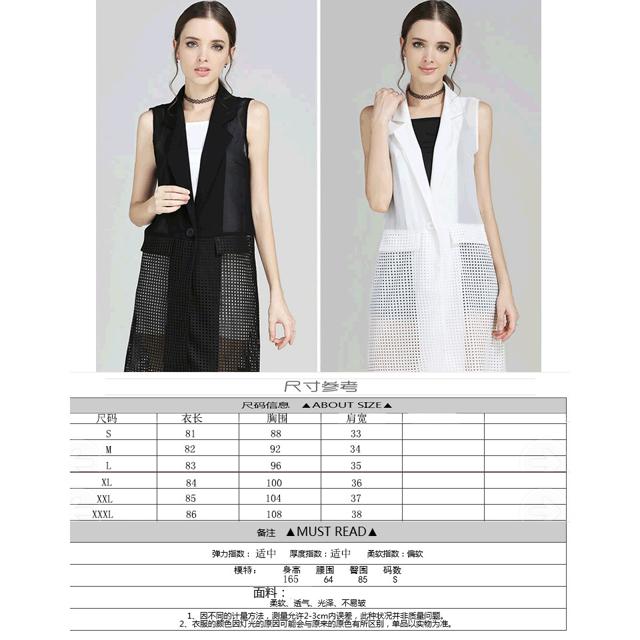 尺寸参考
尺码信息 ▲ABOUT SIZE▲
尺码 衣长 胸围 肩宽
S 81 88 33
M 82 92 34
L 83 96 35
XL 84 100 36
XXL 85 104 37
XXXL 86 108 38
备注 ▲MUST READ▲
弹力指数：适中 厚度指数：适中 柔软指数：偏软
模特： 身高 腰围 臀围 码数
165 64 85 S
面料：
柔软、透气、光泽、不易皱
1、因不同的计量方法，测量允许2-3cm内误差，此种状况并非质量问题。
2、衣服的颜色因灯光的原因可能会与原来的原色有所区别，单品以实物为准。